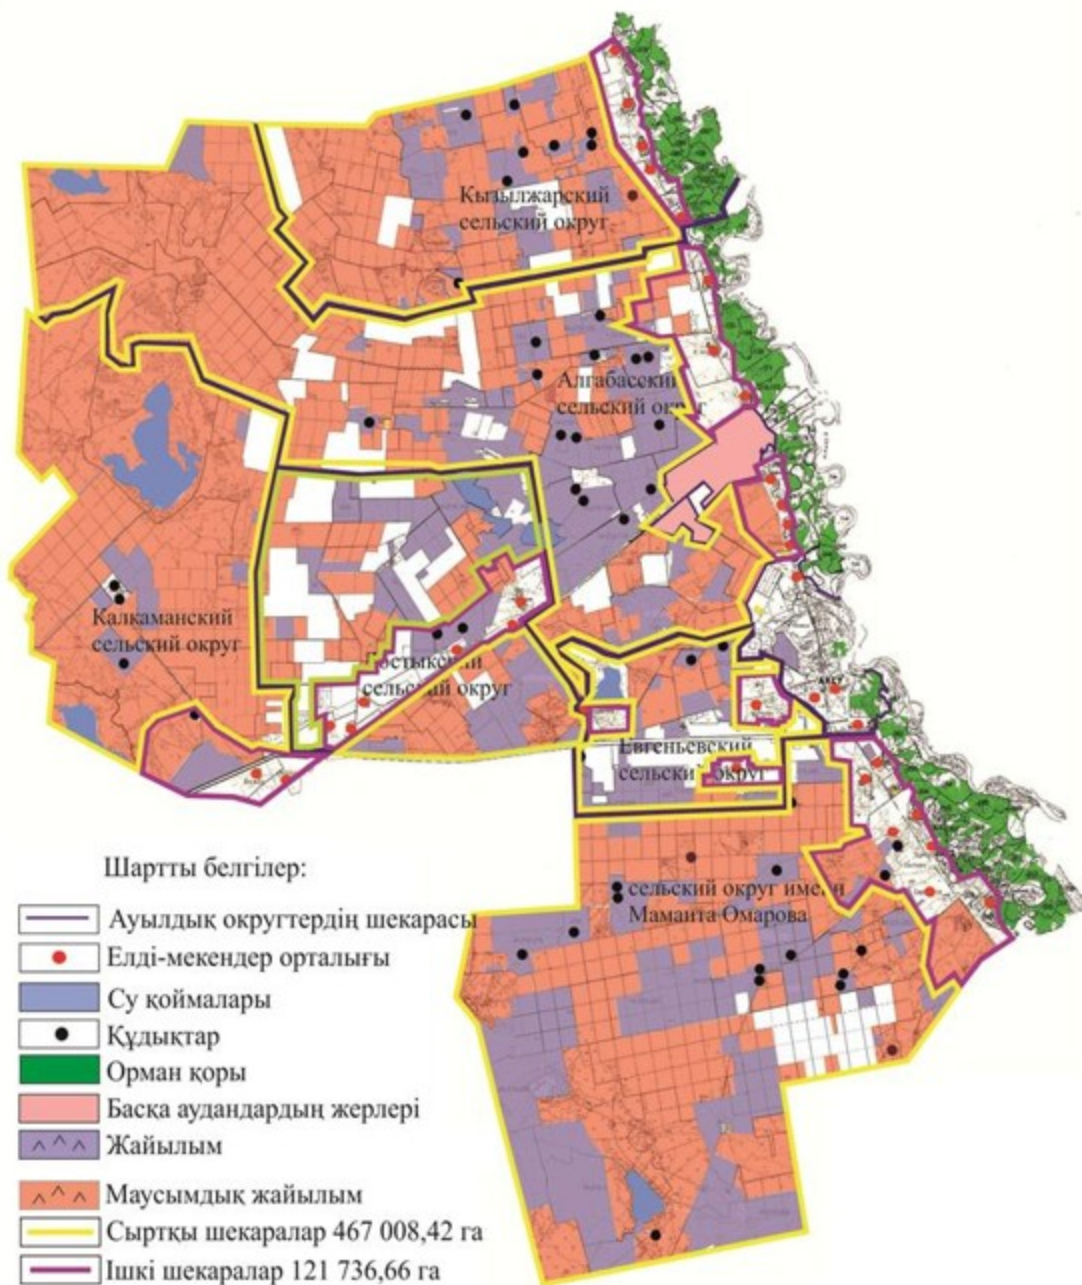 Кызылжарский
сельский округ
Алгабасский
сельский округ
Калкаманский
сельский округ
сельский округ
АКСУ
Евгеньевский
сельский округ
сельский округ имени
Мамаита Омарова
Шартты белгілер:
Ауылдық округтердің шекарасы
Елді-мекендер орталығы
Су қоймалары
Құдықтар
Орман қоры
Басқа аудандардың жерлері
Жайылым
Маусымдық жайылым
Сыртқы шекаралар 467 008,42 га
Ішкі шекаралар 121 736,66 га